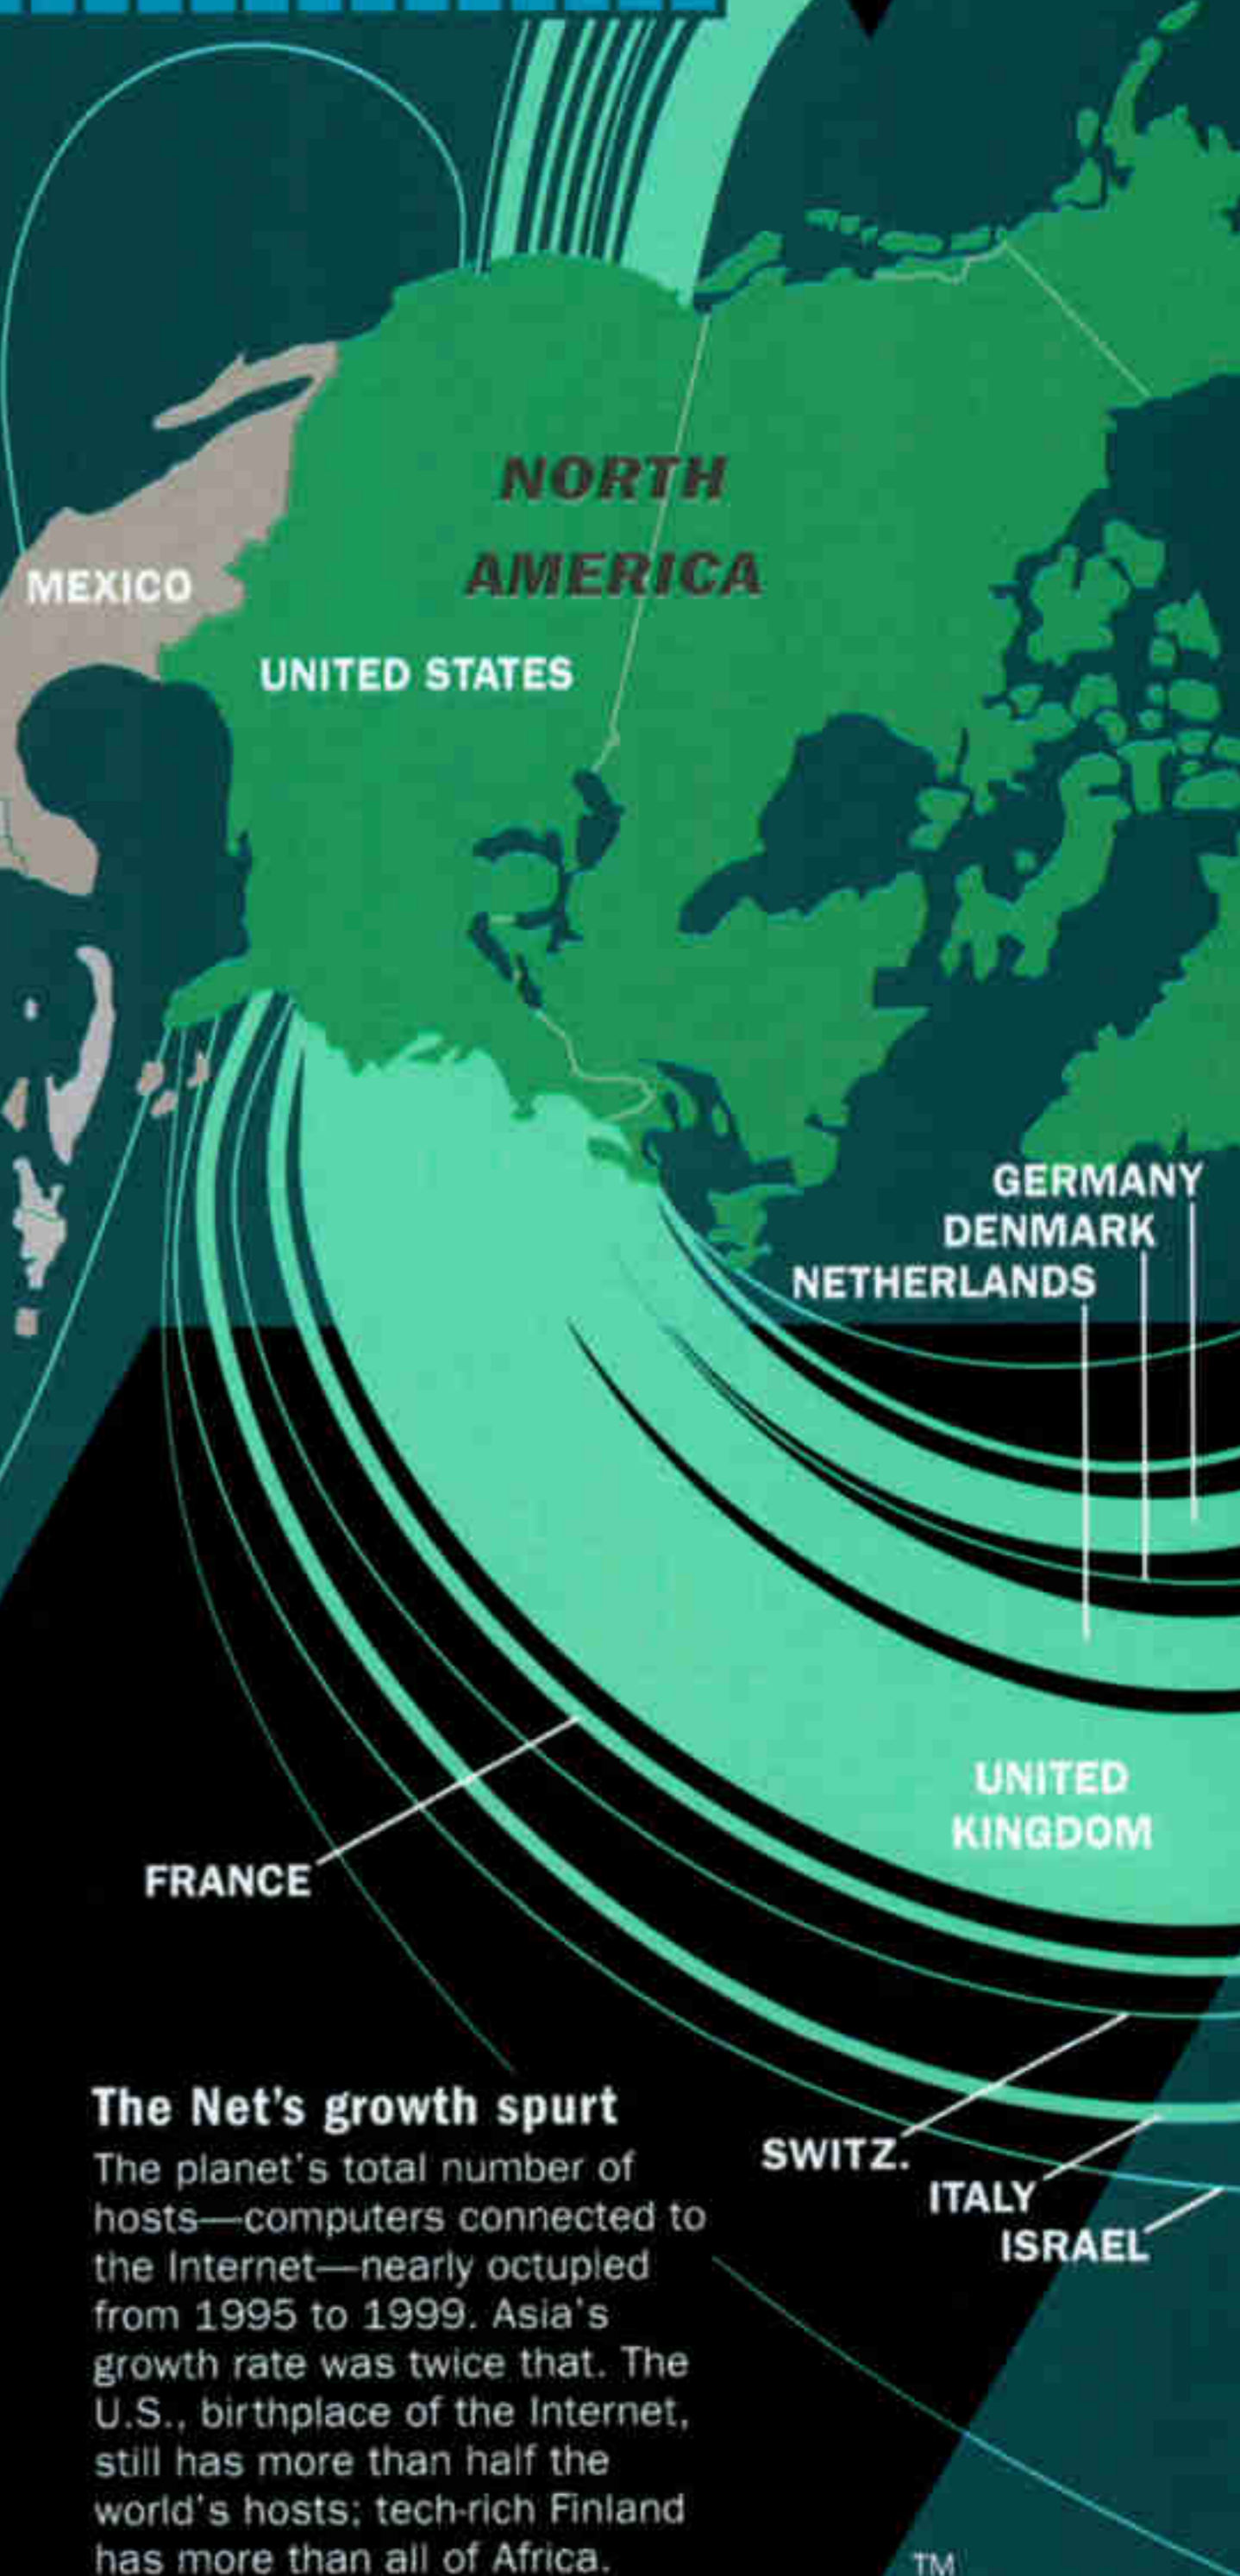 NORTH
AMERICA
MEXICO
UNITED STATES
GERMANY
DENMARK
NETHERLANDS
UNITED
KINGDOM
FRANCE
SWITZ.
ITALY
ISRAEL
The Net's growth spurt
The planet's total number of
hosts—computers connected to
the Internet—nearly octupled
from 1995 to 1999. Asia's
growth rate was twice that. The
U.S., birthplace of the Internet,
still has more than half the
world's hosts; tech-rich Finland
has more than all of Africa.
TM